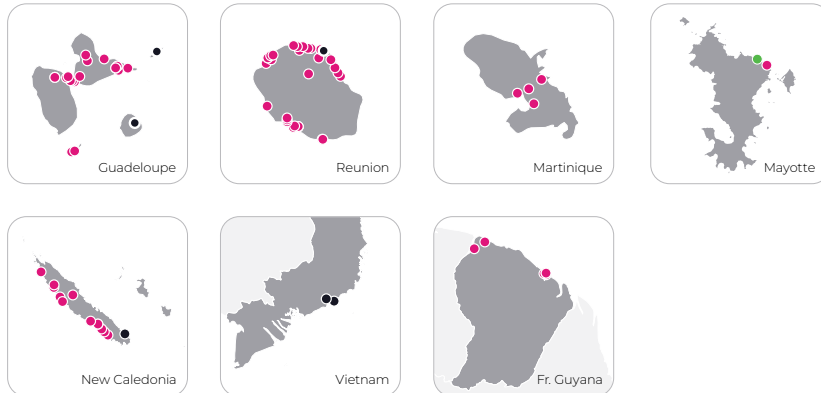 Guadeloupe
Reunion
Martinique
Mayotte
New Caledonia
Vietnam
Fr. Guyana